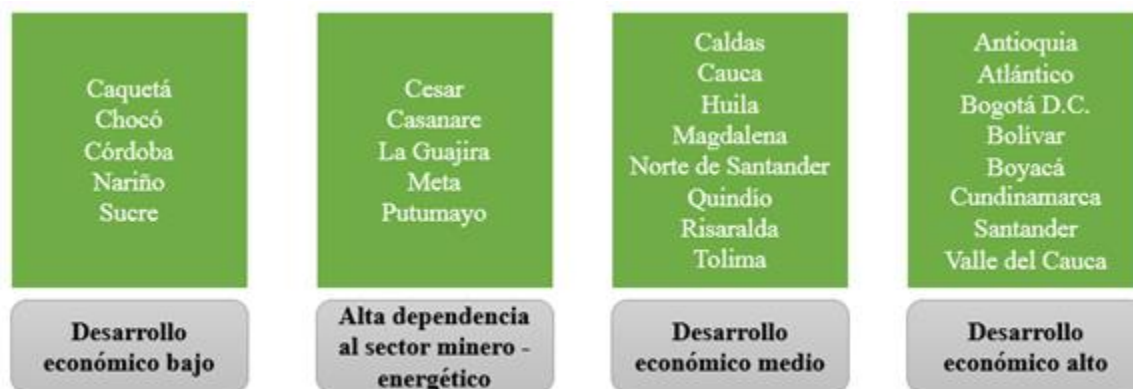 Caquetá
Chocó
Córdoba
Nariño
Sucre
Desarrollo
económico bajo
Cesar
Casanare
La Guajira
Meta
Putumayo
Alta dependencia
al sector minero -
energético
Caldas
Cauca
Huila
Magdalena
Norte de Santander
Quindío
Risaralda
Tolima
Desarrollo
económico medio
Antioquia
Atlántico
Bogotá D.C.
Bolívar
Boyacá
Cundinamarca
Santander
Valle del Cauca
Desarrollo
económico alto